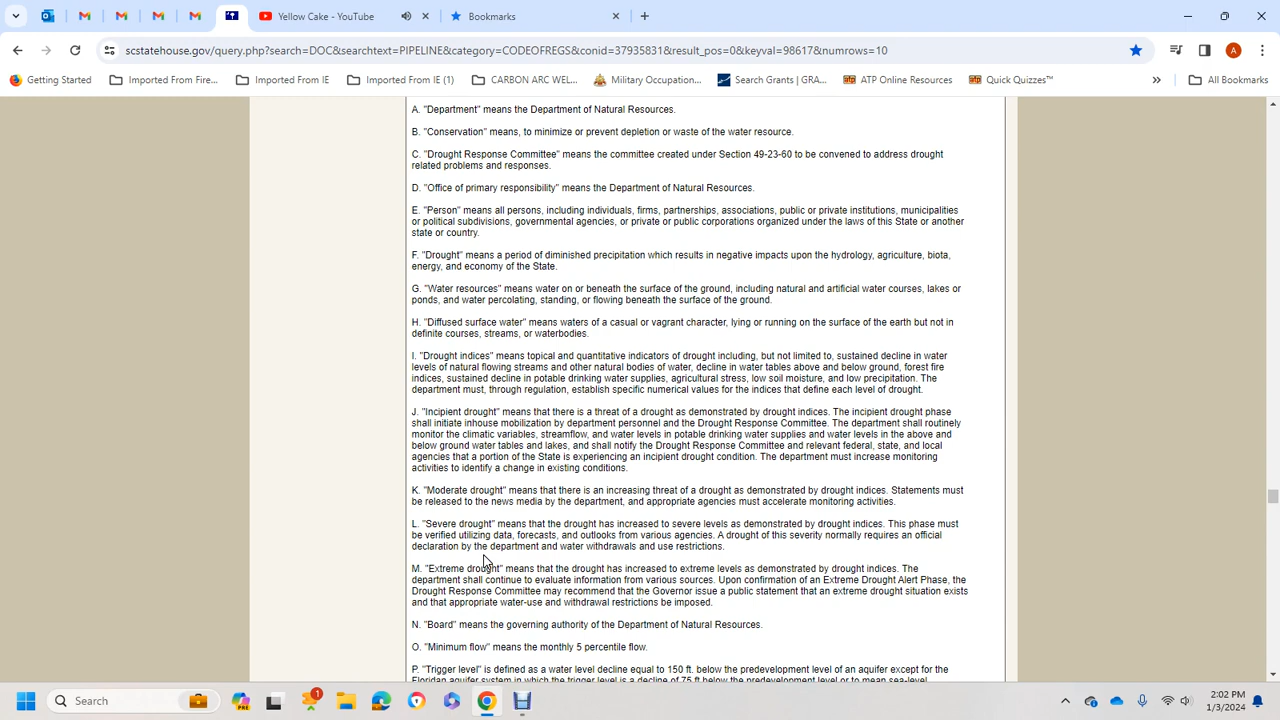 Yellow Cake - YouTube
Bookmarks
scstatehouse.gov/query.php?search=DOC&searchtext=PIPELINE&category=CODEOFREGS&conid=37935831&result_pos=0&keyval=98617&numrows=10
A
Getting Started
Imported From Fire...
Imported From IE
Imported From IE (1)
CARBON ARC WEL...
Military Occupation...
Search Grants | GRA...
ATP Online Resources
Quick Quizzes™
All Bookmarks
A. "Department" means the Department of Natural Resources.
B. "Conservation" means, to minimize or prevent depletion or waste of the water resource.
C. "Drought Response Committee" means the committee created under Section 49-23-60 to be convened to address drought
related problems and responses.
D. "Office of primary responsibility" means the Department of Natural Resources.
E. "Person" means all persons, including individuals, firms, partnerships, associations, public or private institutions, municipalities
or political subdivisions, governmental agencies, or private or public corporations organized under the laws of this State or another
state or country.
F. "Drought" means a period of diminished precipitation which results in negative impacts upon the hydrology, agriculture, biota,
energy, and economy of the State.
G. "Water resources" means water on or beneath the surface of the ground, including natural and artificial water courses, lakes or
ponds, and water percolating, standing, or flowing beneath the surface of the ground.
H. "Diffused surface water" means waters of a casual or vagrant character, lying or running on the surface of the earth but not in
definite courses, streams, or waterbodies.
I. "Drought indices" means topical and quantitative indicators of drought including, but not limited to, sustained decline in water
levels of natural flowing streams and other natural bodies of water, decline in water tables above and below ground, forest fire
indices, sustained decline in potable drinking water supplies, agricultural stress, low soil moisture, and low precipitation. The
department must, through regulation, establish specific numerical values for the indices that define each level of drought.
J. "Incipient drought" means that there is a threat of a drought as demonstrated by drought indices. The incipient drought phase
shall initiate inhouse mobilization by department personnel and the Drought Response Committee. The department shall routinely
monitor the climatic variables, streamflow, and water levels in potable drinking water supplies and water levels in the above and
below ground water tables and lakes, and shall notify the Drought Response Committee and relevant federal, state, and local
agencies that a portion of the State is experiencing an incipient drought condition. The department must increase monitoring
activities to identify a change in existing conditions.
K. "Moderate drought" means that there is an increasing threat of a drought as demonstrated by drought indices. Statements must
be released to the news media by the department, and appropriate agencies must accelerate monitoring activities.
L. "Severe drought" means that the drought has increased to severe levels as demonstrated by drought indices. This phase must
be verified utilizing data, forecasts, and outlooks from various agencies. A drought of this severity normally requires an official
declaration by the department and water withdrawals and use restrictions.
M. "Extreme drought" means that the drought has increased to extreme levels as demonstrated by drought indices. The
department shall continue to evaluate information from various sources. Upon confirmation of an Extreme Drought Alert Phase, the
Drought Response Committee may recommend that the Governor issue a public statement that an extreme drought situation exists
and that appropriate water-use and withdrawal restrictions be imposed.
N. "Board" means the governing authority of the Department of Natural Resources.
O. "Minimum flow" means the monthly 5 percentile flow.
P. "Trigger level" is defined as a water level decline equal to 150 ft. below the predevelopment level of an aquifer except for the
Floridan aquifer system in which the trigger level is a decline of 75 ft below the predevelopment level or to mean sea-level
Search
PRE
1
2:02 PM
1/3/2024